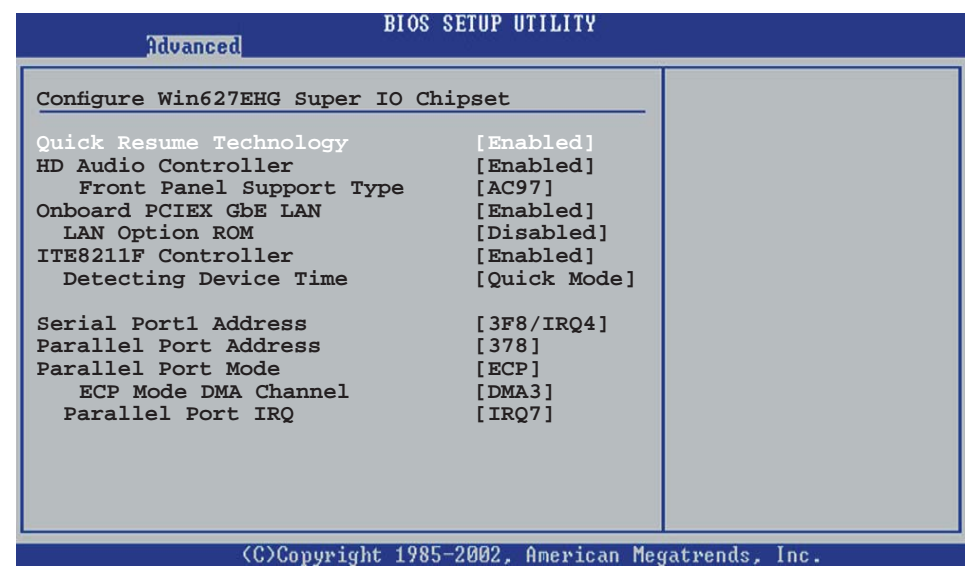 BIOS SETUP UTILITY
Advanced
Configure Win627EHG Super IO Chipset
Quick Resume Technology [Enabled]
HD Audio Controller [Enabled]
Front Panel Support Type [AC97]
Onboard PCIEX GbE LAN [Enabled]
LAN Option ROM [Disabled]
ITE8211F Controller [Enabled]
Detecting Device Time [Quick Mode]
Serial Port1 Address [3F8/IRQ4]
Parallel Port Address [378]
Parallel Port Mode [ECP]
ECP Mode DMA Channel [DMA3]
Parallel Port IRQ [IRQ7]
(C)Copyright 1985-2002, American Megatrends, Inc.